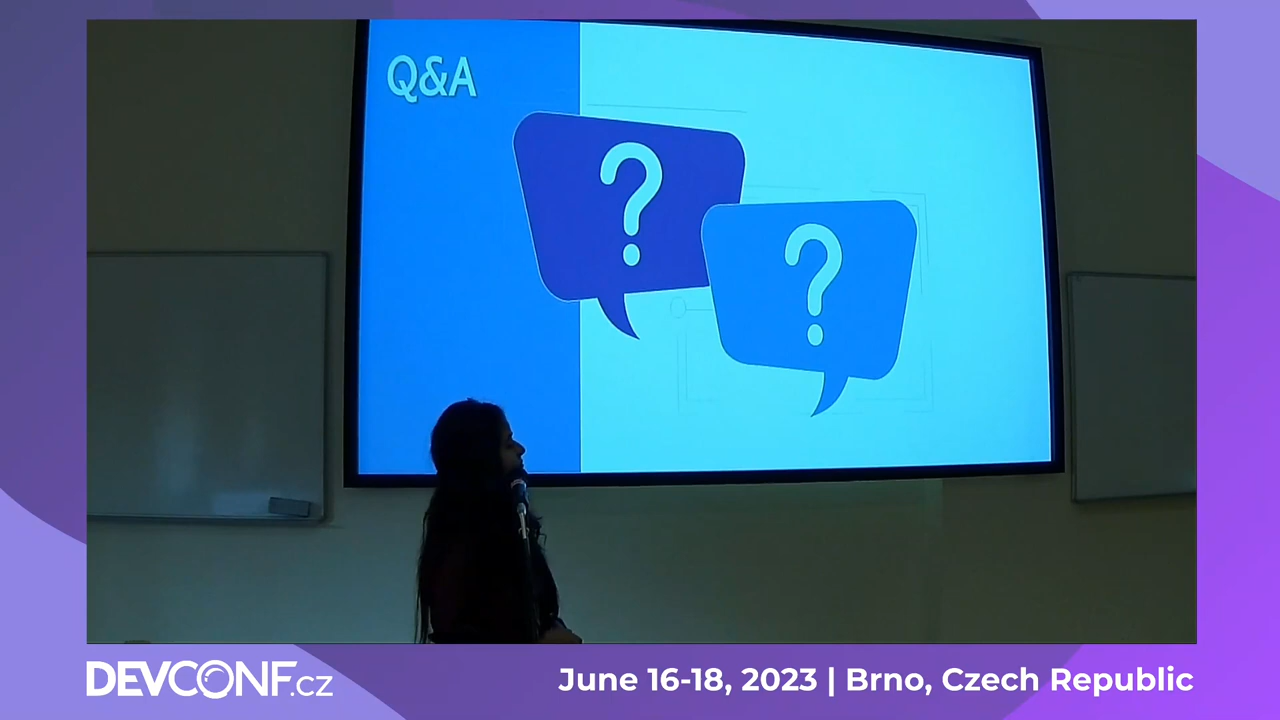 Q&A
?
?
DEVCONF.CZ
June 16-18, 2023 | Brno, Czech Republic